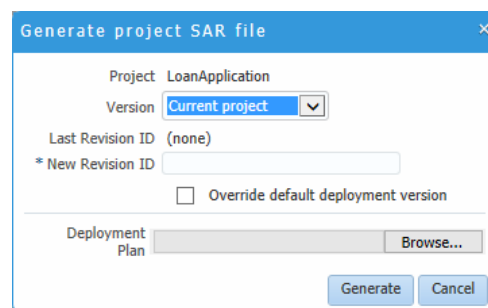 Generate project SAR file ×
Project LoanApplication
Version Current project
Last Revision ID (none)
* New Revision ID
Override default deployment version
Deployment
Plan
Browse...
Generate Cancel